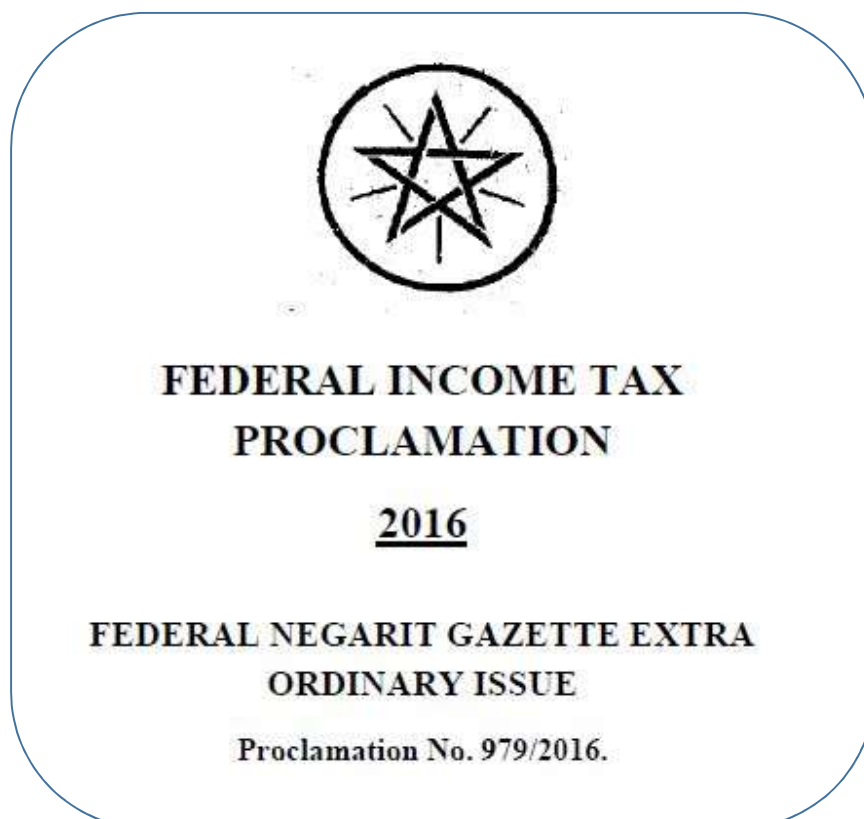 FEDERAL INCOME TAX
PROCLAMATION
2016
FEDERAL NEGARIT GAZETTE EXTRA
ORDINARY ISSUE
Proclamation No. 979/2016.